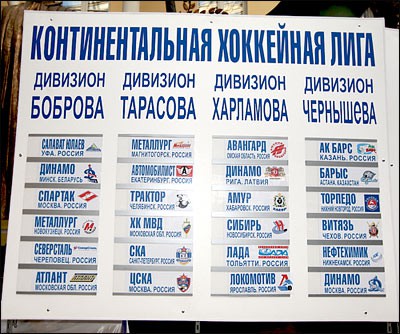 КОНТИНЕНТАЛЬНАЯ ХОККЕЙНАЯ ЛИГА
ДИВИЗИОН
БОБРОВА
САЛАВАТ ЮЛАЕВ
УФА. РОССИЯ
ДИНАМО
МИНСК. БЕЛАРУСЬ
СПАРТАК
МОСКВА. РОССИЯ
МЕТАЛЛУРГ
НОВОКУЗНЕЦК. РОССИЯ
СЕВЕРСТАЛЬ
ЧЕРЕПОВЕЦ. РОССИЯ
АТЛАНТ
МОСКОВСКАЯ ОБЛ. РОССИЯ
ДИВИЗИОН
ТАРАСОВА
МЕТАЛЛУРГ
МАГНИТОГОРСК. РОССИЯ
АВТОМОБИЛИСТ
ЕКАТЕРИНБУРГ. РОССИЯ
ТРАКТОР
ЧЕЛЯБИНСК. РОССИЯ
ХК МВД
МОСКОВСКАЯ ОБЛ. РОССИЯ
СКА
САНКТ-ПЕТЕРБУРГ. РОССИЯ
ЦСКА
МОСКВА. РОССИЯ
ДИВИЗИОН
ХАРЛАМОВА
АВАНГАРД
ОМСКАЯ ОБЛАСТЬ. РОССИЯ
ДИНАМО
РИГА. ЛАТВИЯ
АМУР
ХАБАРОВСК. РОССИЯ
СИБИРЬ
НОВОСИБИРСК. РОССИЯ
ЛАДА
ТОЛЬЯТТИ. РОССИЯ
ЛОКОМОТИВ
ЯРОСЛАВЛЬ. РОССИЯ
ДИВИЗИОН
ЧЕРНЫШЕВА
АК БАРС
КАЗАНЬ. РОССИЯ
БАРЫС
АСТАНА. КАЗАХСТАН
ТОРПЕДО
НИЖНИЙ НОВГОРОД. РОССИЯ
ВИТЯЗЬ
ЧЕХОВ. РОССИЯ
НЕФТЕХИМИК
НИЖНЕКАМСК. РОССИЯ
ДИНАМО
МОСКВА. РОССИЯ